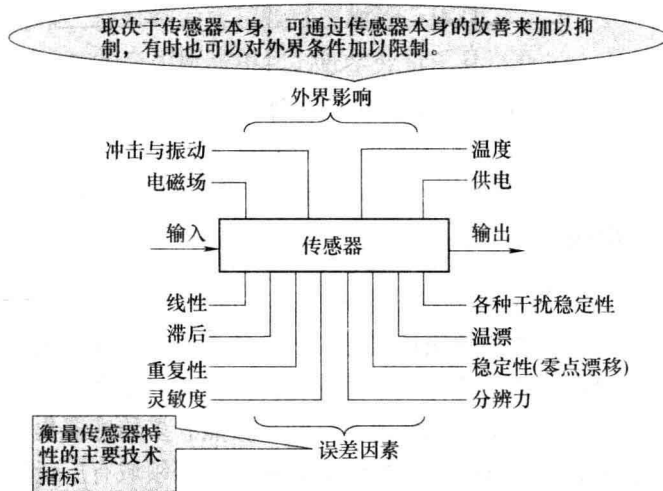 取决于传感器本身，可通过传感器本身的改善来加以抑
制，有时也可以对外界条件加以限制。
外界影响
冲击与振动
温度
电磁场
供电
输入
传感器
输出
线性
各种干扰稳定性
滞后
温漂
重复性
稳定性(零点漂移)
灵敏度
分辨力
衡量传感器特
性的主要技术
指标
误差因素